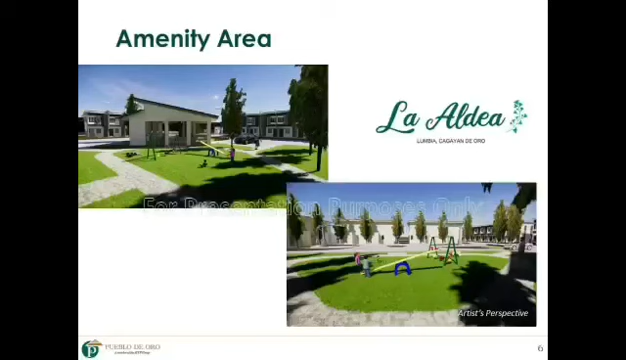 Amenity Area
La Aldea
LUMBIA, CAGAYAN DE ORO
For Presentation Purposes Only
Artist's Perspective
PUEBLO DE ORO
6